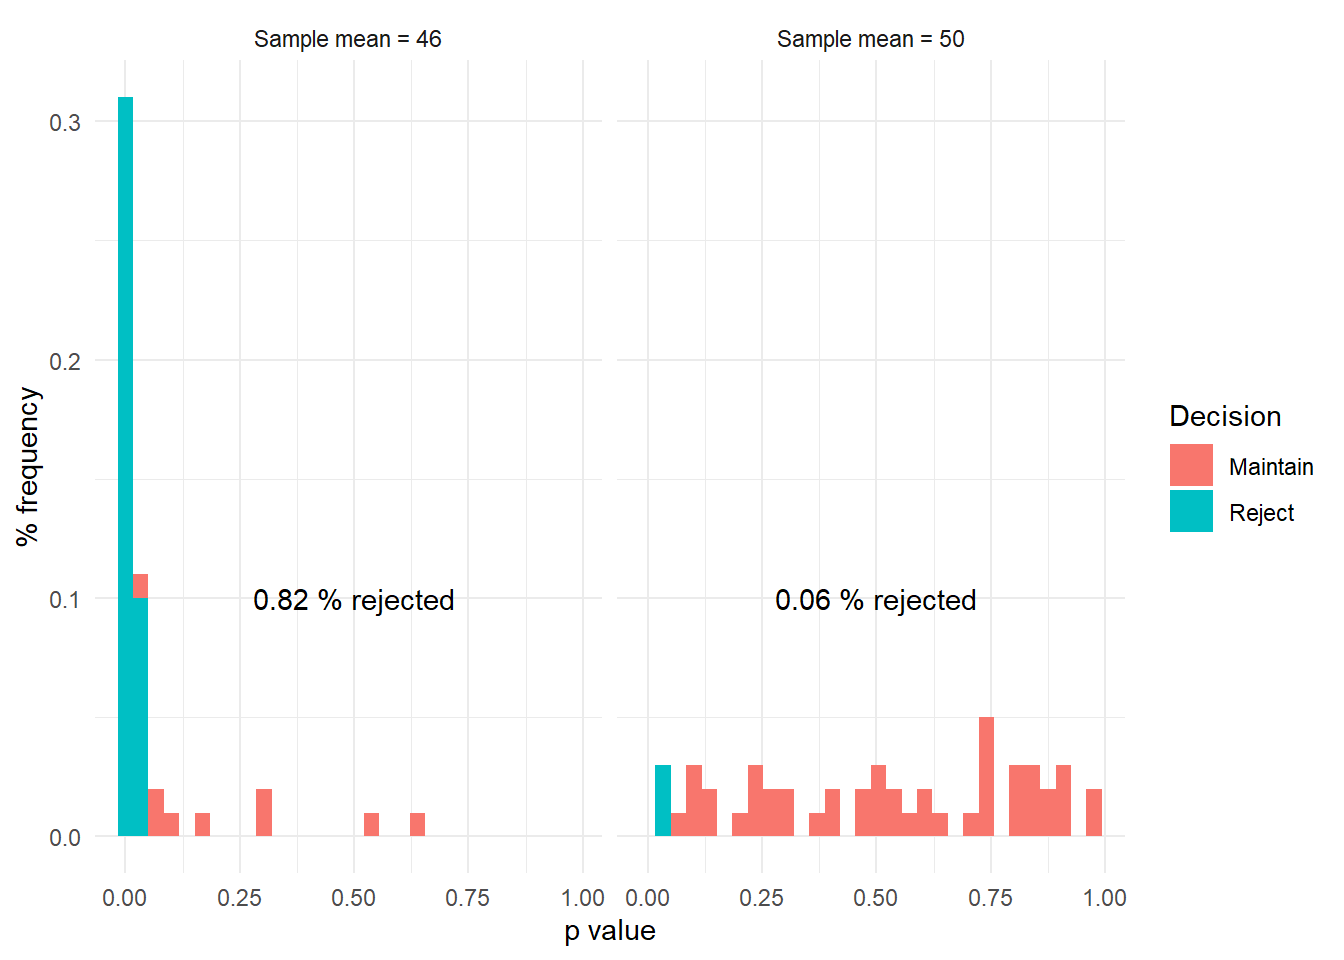 Sample mean = 46
Sample mean = 50
% frequency
0.3
0.2
0.1
0.0
0.82 % rejected
0.06 % rejected
0.00 0.25 0.50 0.75 1.00
0.00 0.25 0.50 0.75 1.00
p value
Decision
Maintain
Reject